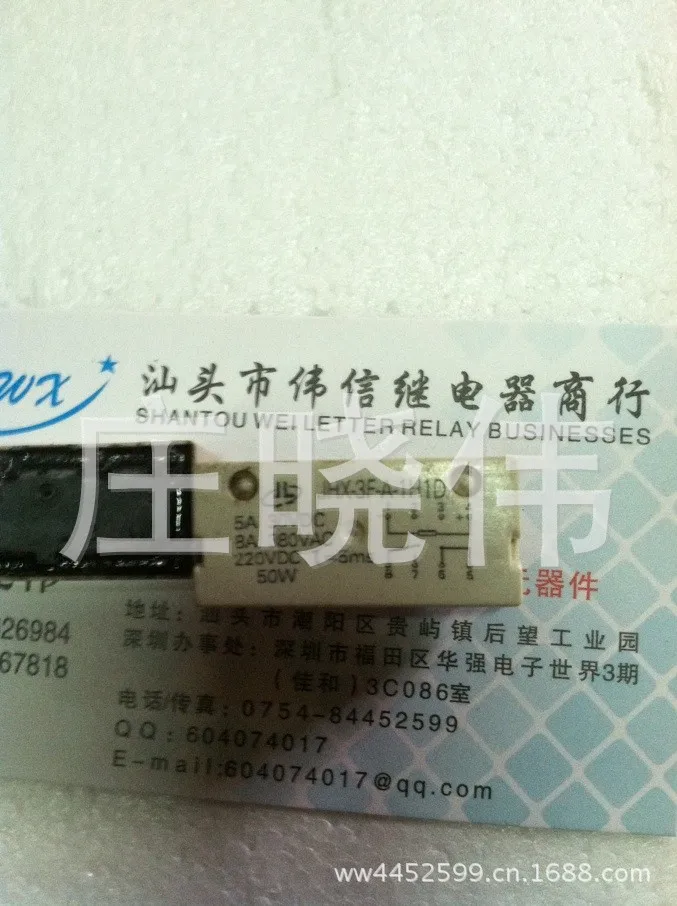 WX
汕头市伟信继电器商行
SHANTOU WEI LETTER RELAY BUSINESSES
庄晓伟
5A
8A 380VAC
220VDC
50W
器件
26984
67818
地址：汕头市潮阳区贵屿镇后望工业园
深圳办事处：深圳市福田区华强电子世界3期
(佳和)3C086室
电话/传真：0754-84452599
QQ：604074017
E-mail:604074017@qq.com
ww4452599.cn.1688.com